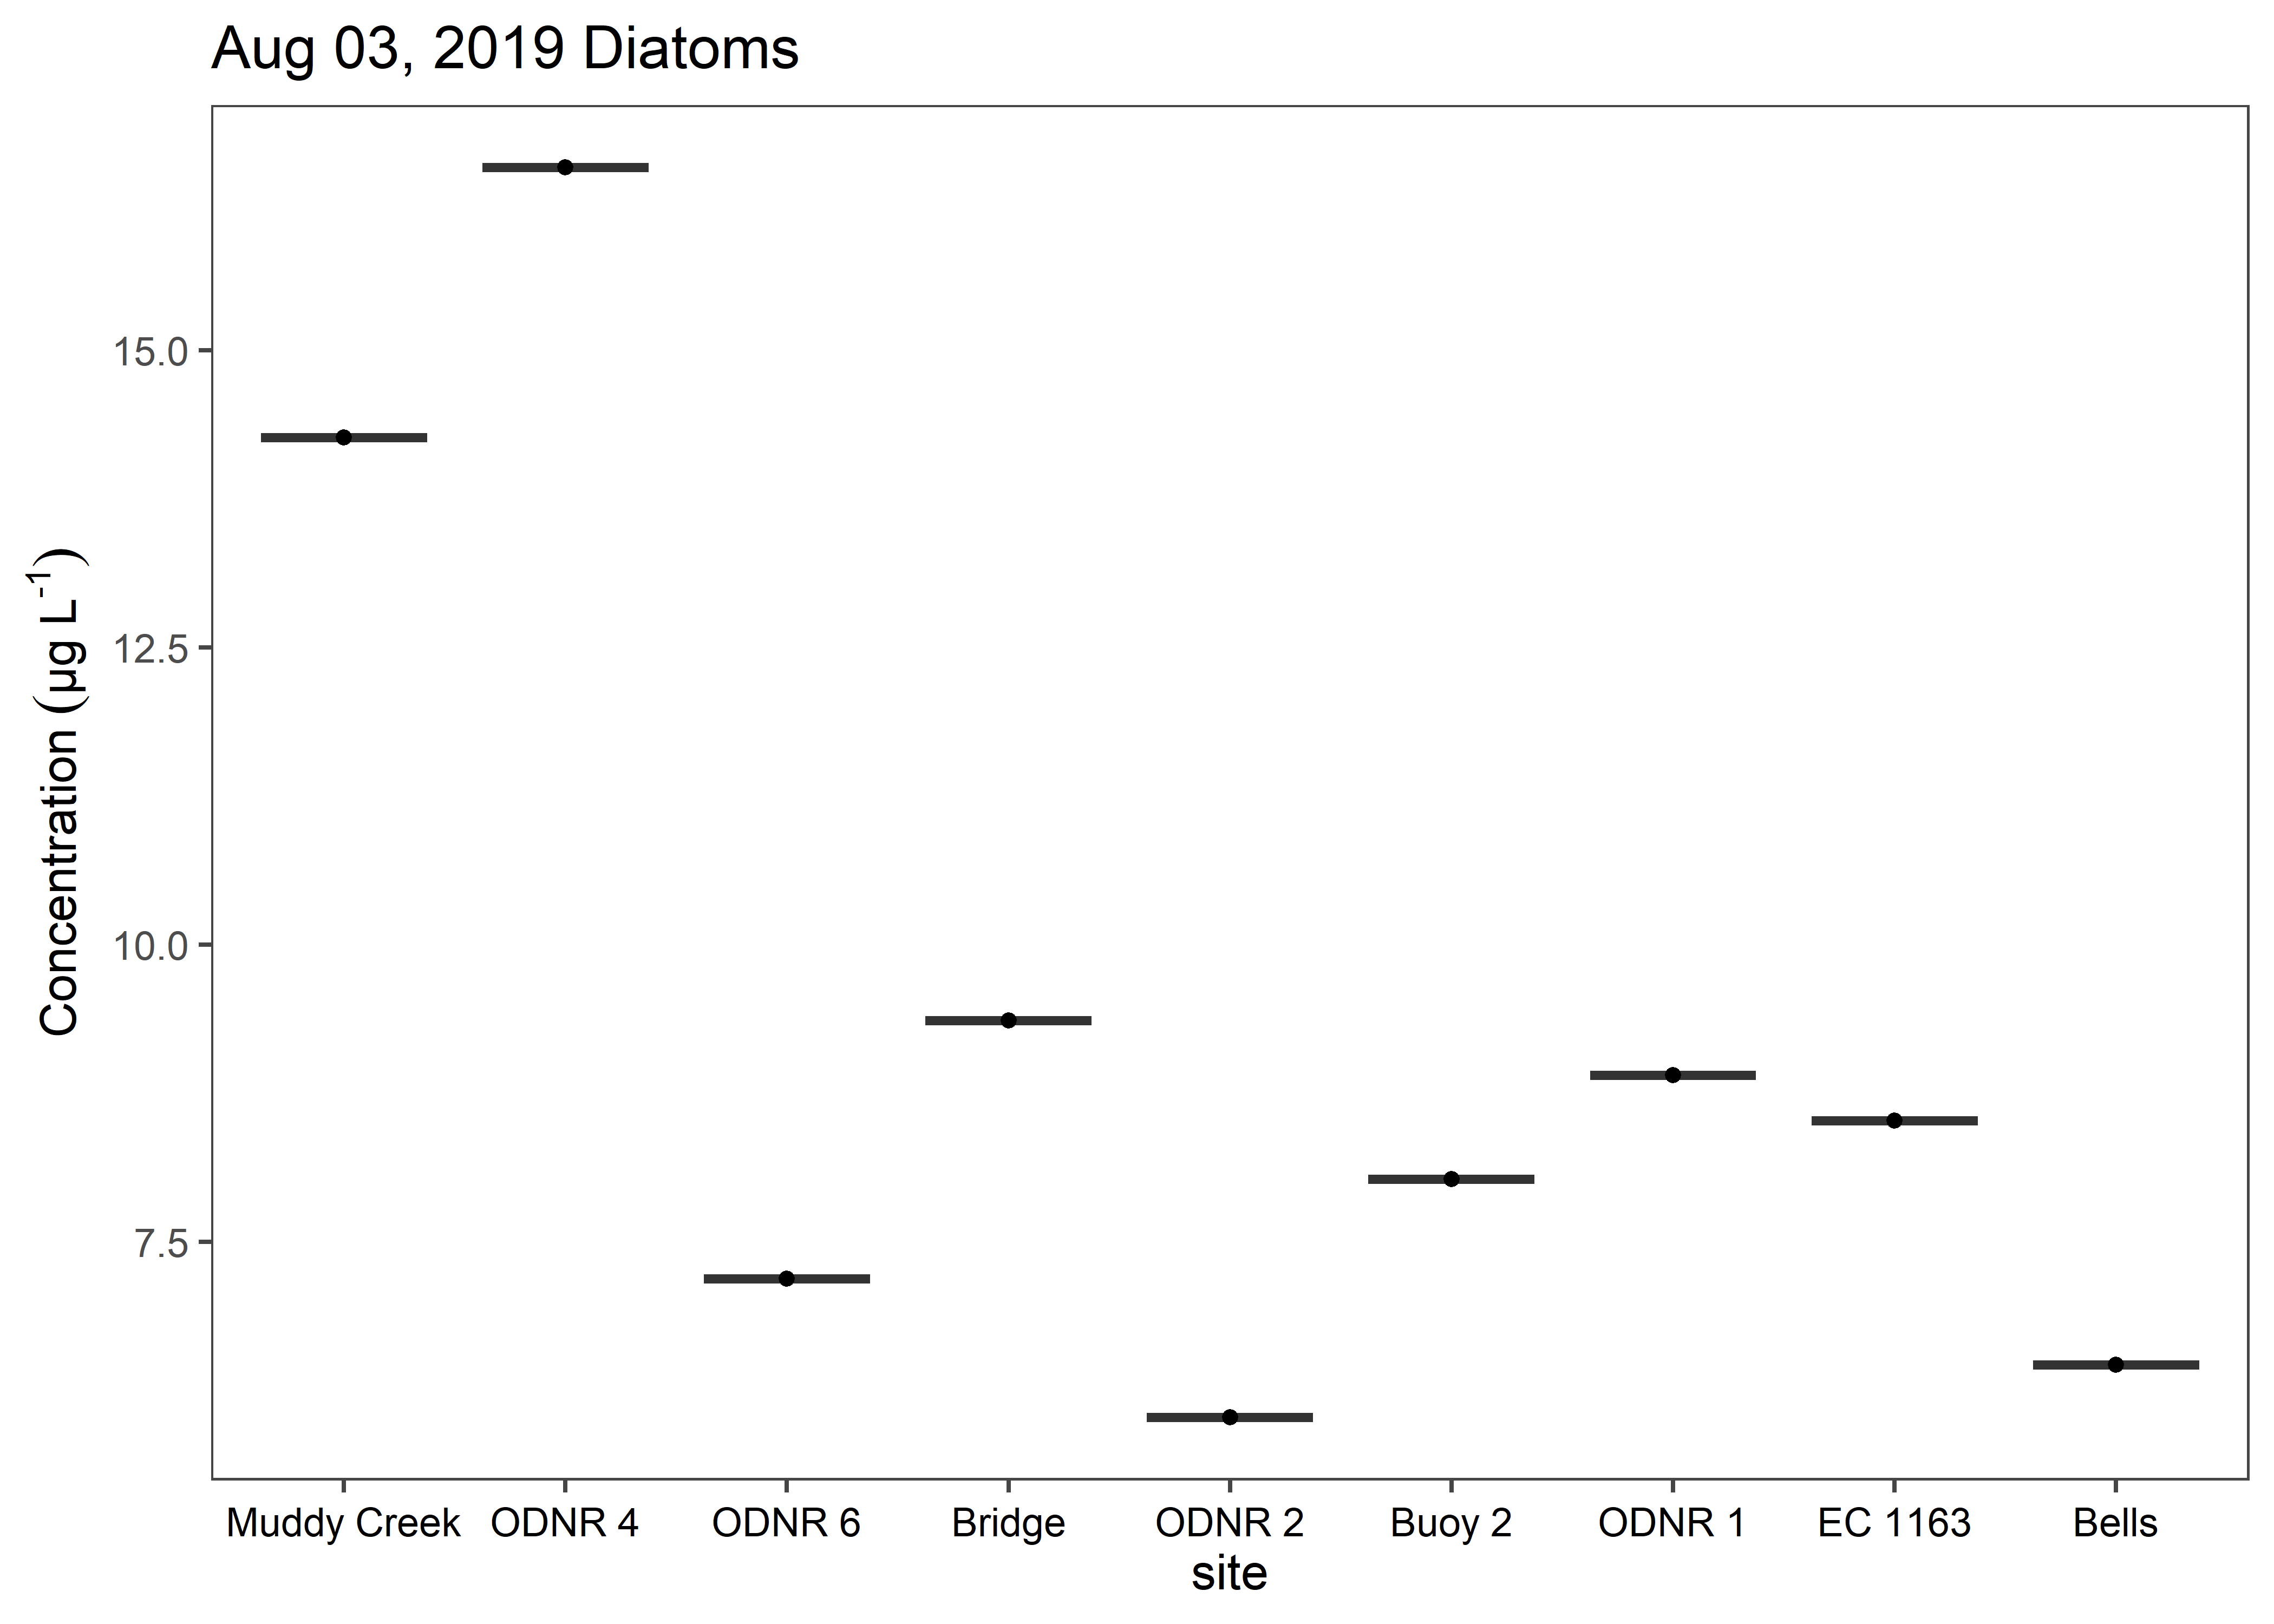 Aug 03, 2019 Diatoms
Concentration (µg L⁻¹)
15.0
12.5
10.0
7.5
Muddy Creek ODNR 4 ODNR 6 Bridge ODNR 2 Buoy 2 ODNR 1 EC 1163 Bells
site